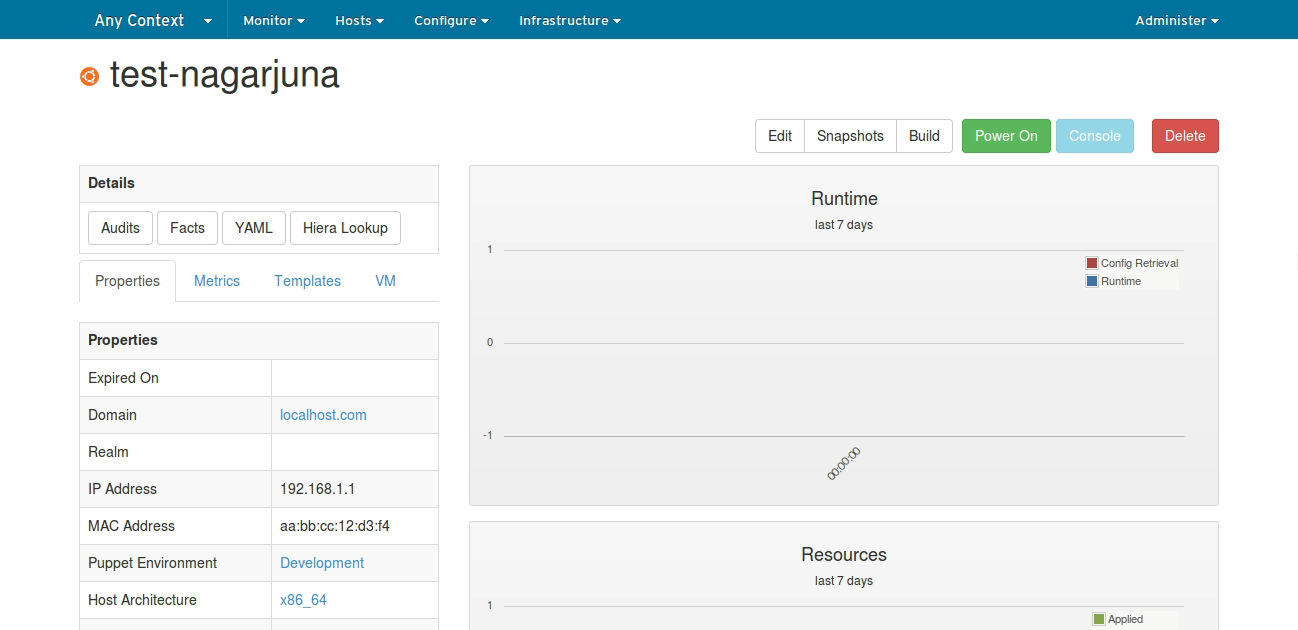 Any Context Monitor Hosts Configure Infrastructure Administer
test-nagarjuna
Edit Snapshots Build Power On Console Delete
Details
Audits Facts YAML Hiera Lookup
Properties Metrics Templates VM
Properties
Expired On
Domain localhost.com
Realm
IP Address 192.168.1.1
MAC Address aa:bb:cc:12:d3:f4
Puppet Environment Development
Host Architecture x86_64
Runtime
last 7 days
1
Config Retrieval
Runtime
0
-1
00:00:00
Resources
last 7 days
1
Applied